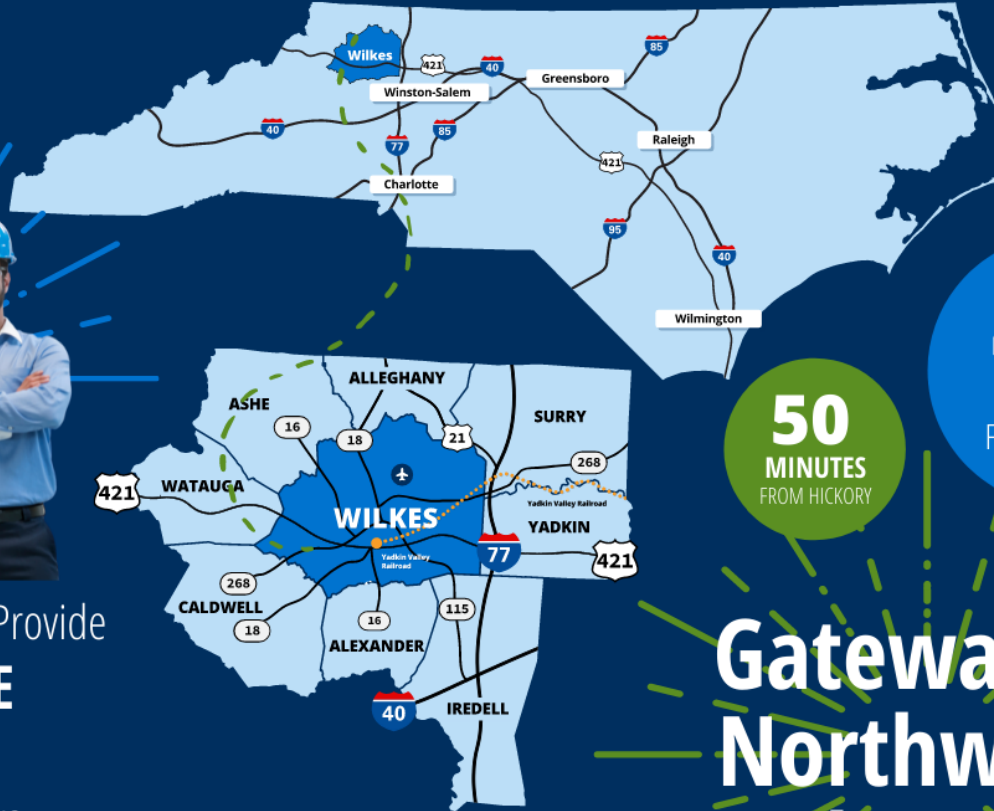 Wilkes
421
40
85
Greensboro
Winston-Salem
40
85
77
Raleigh
421
Charlotte
95
40
Wilmington
ALLEGHANY
ASHE
16
18
21
SURRY
268
50
MINUTES
FROM HICKORY
421
WATAUGA
WILKES
Yadkin Valley Railroad
YADKIN
Yadkin Valley
Railroad
77
421
268
CALDWELL
18
16
115
ALEXANDER
40
IREDELL
Provide
E
Gatewa
Northw